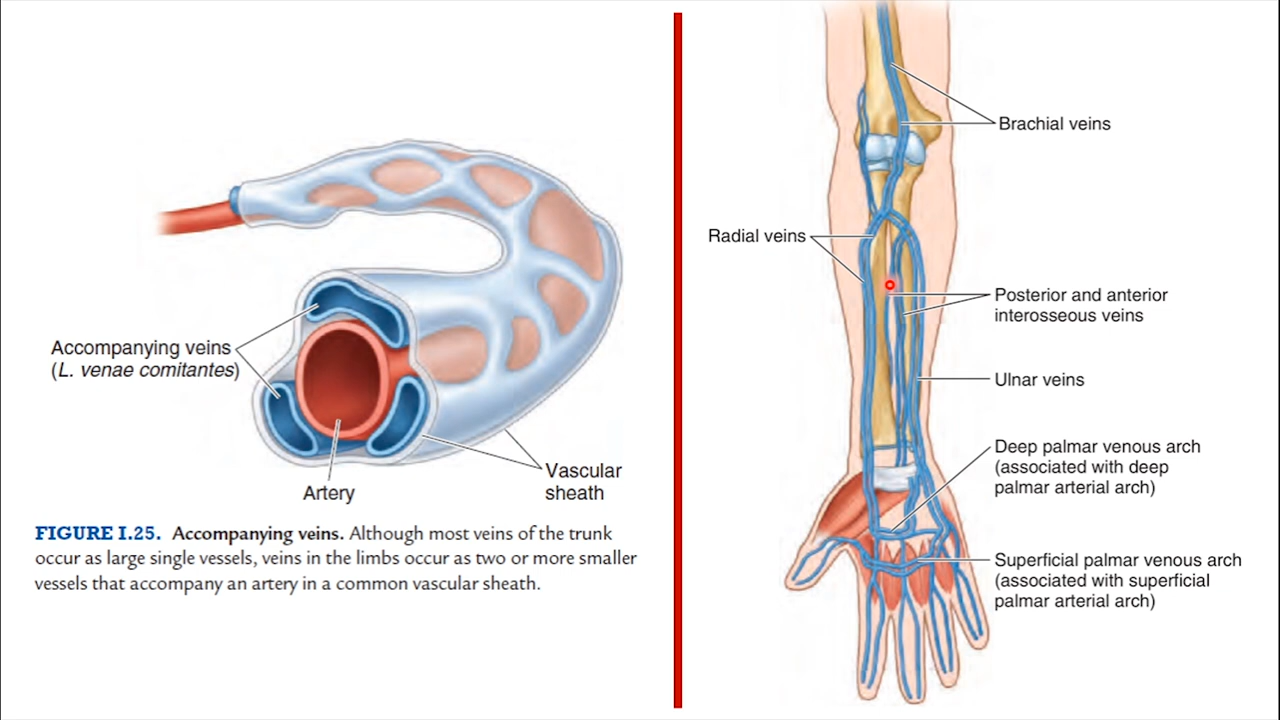 Accompanying veins
(L. venae comitantes)
Artery
Vascular
sheath
FIGURE I.25. Accompanying veins. Although most veins of the trunk
occur as large single vessels, veins in the limbs occur as two or more smaller
vessels that accompany an artery in a common vascular sheath.
Brachial veins
Radial veins
Posterior and anterior
interosseous veins
Ulnar veins
Deep palmar venous arch
(associated with deep
palmar arterial arch)
Superficial palmar venous arch
(associated with superficial
palmar arterial arch)